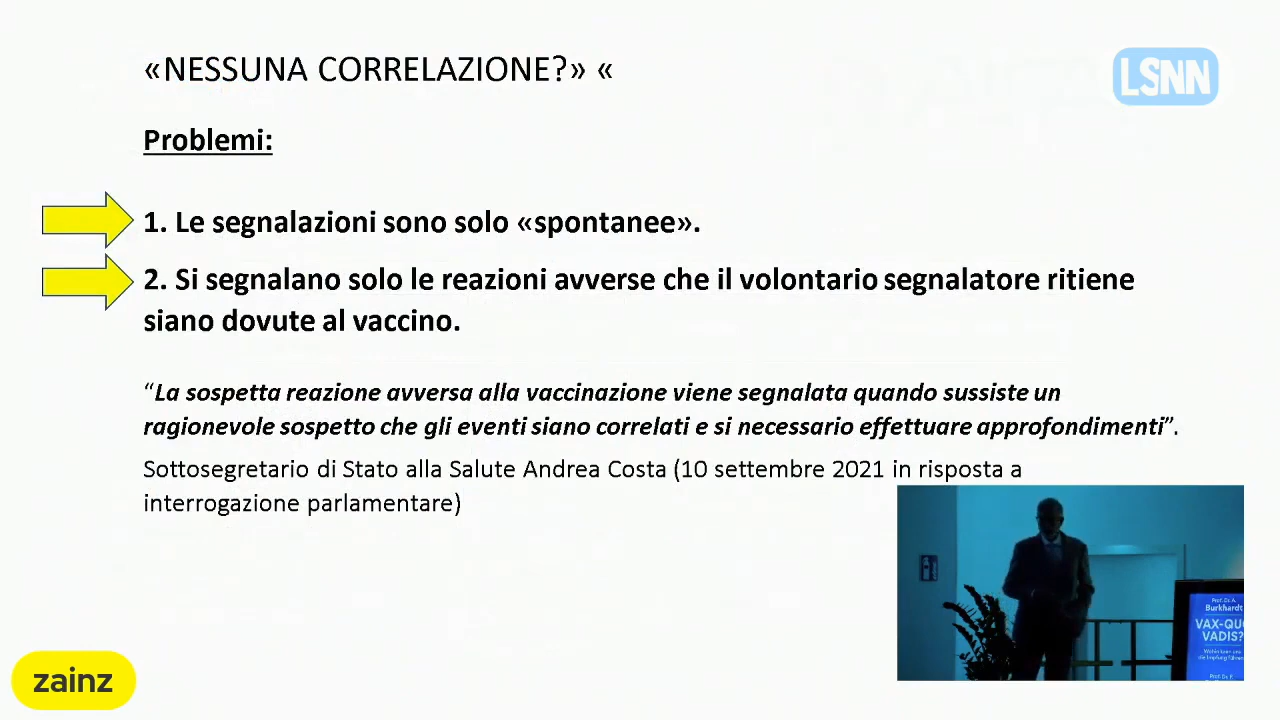 «NESSUNA CORRELAZIONE?» «
LSNN
Problemi:
1. Le segnalazioni sono solo «spontanee».
2. Si segnalano solo le reazioni avverse che il volontario segnalatore ritiene
siano dovute al vaccino.
“La sospetta reazione avversa alla vaccinazione viene segnalata quando sussiste un
ragionevole sospetto che gli eventi siano correlati e si necessario effettuare approfondimenti”.
Sottosegretario di Stato alla Salute Andrea Costa (10 settembre 2021 in risposta a
interrogazione parlamentare)
Prof. Dr. A.
Burkhardt
VAX-QUO
VADIS?
Prof. Dr. P.
zainz